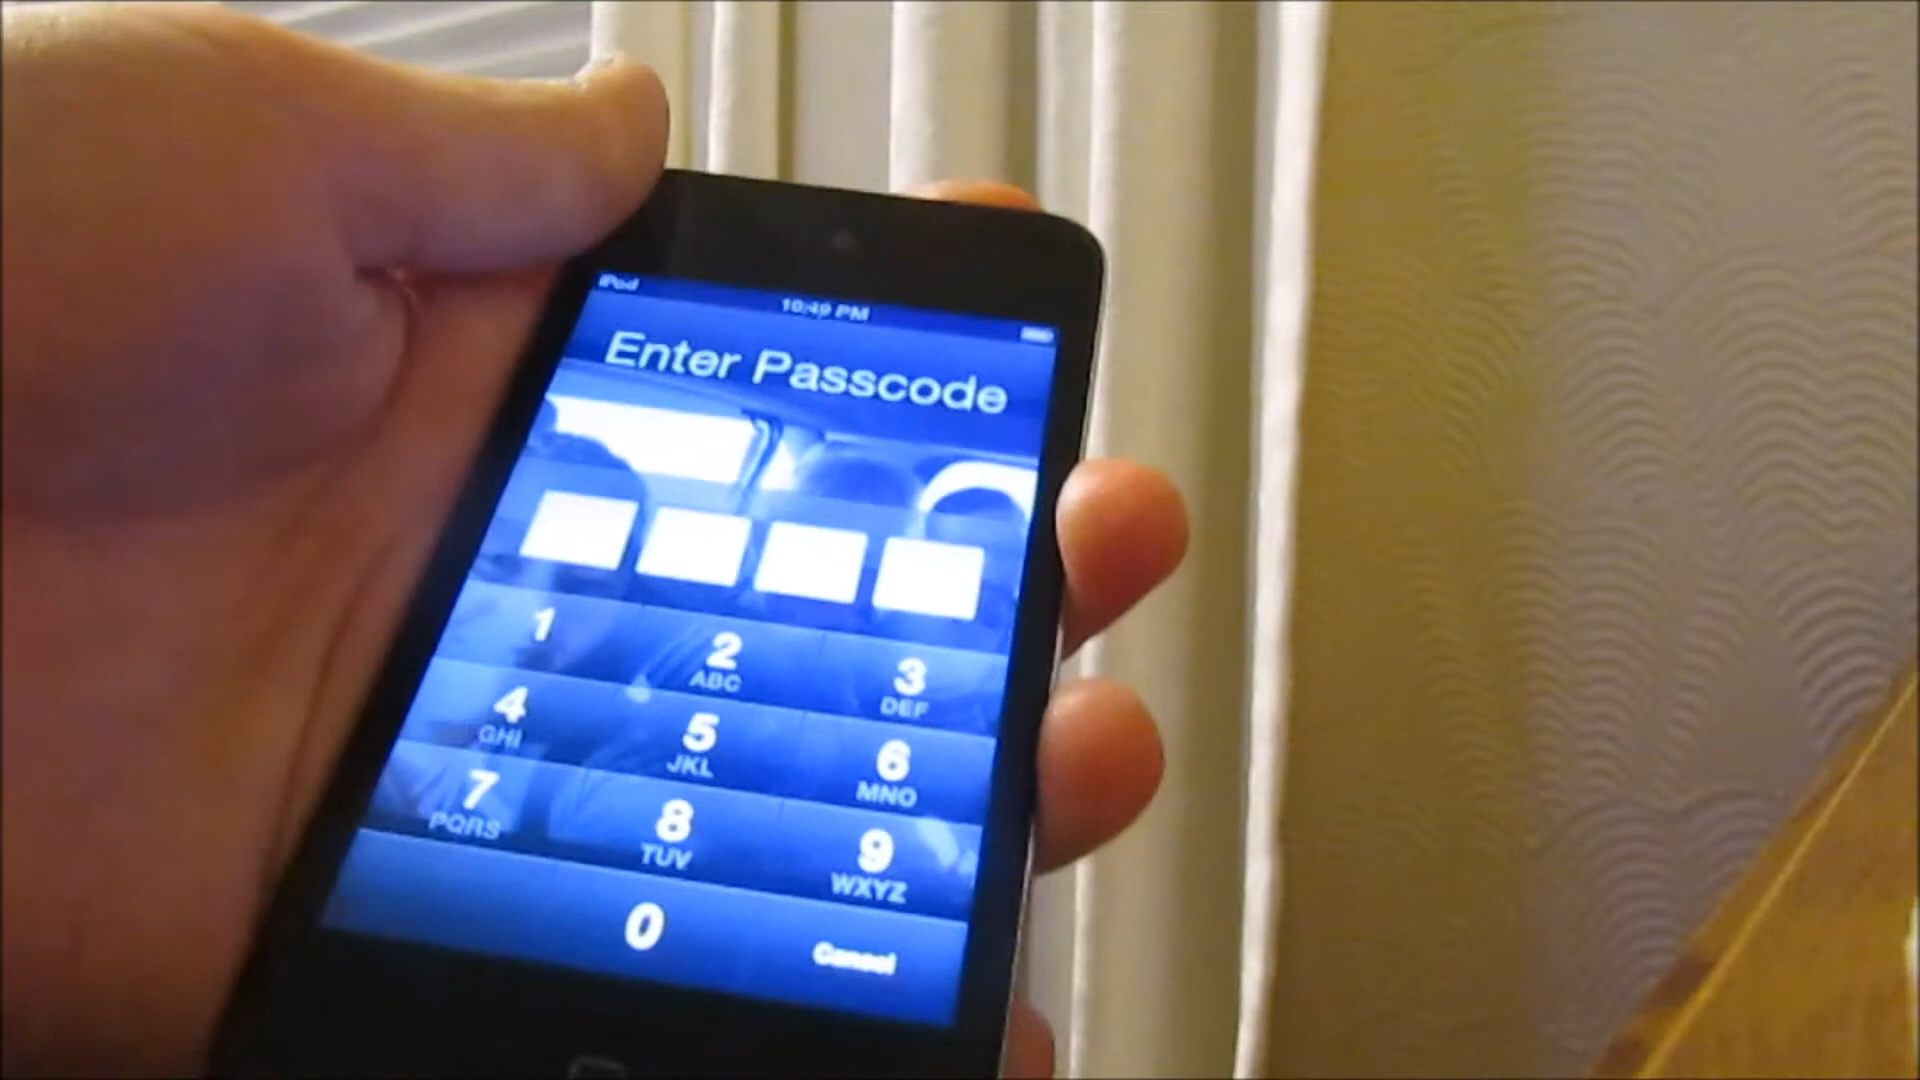 iPod
10:49 PM
Enter Passcode
1
2
ABC
3
DEF
4
GHI
5
JKL
6
MNO
7
PQRS
8
TUV
9
WXYZ
0
Cancel